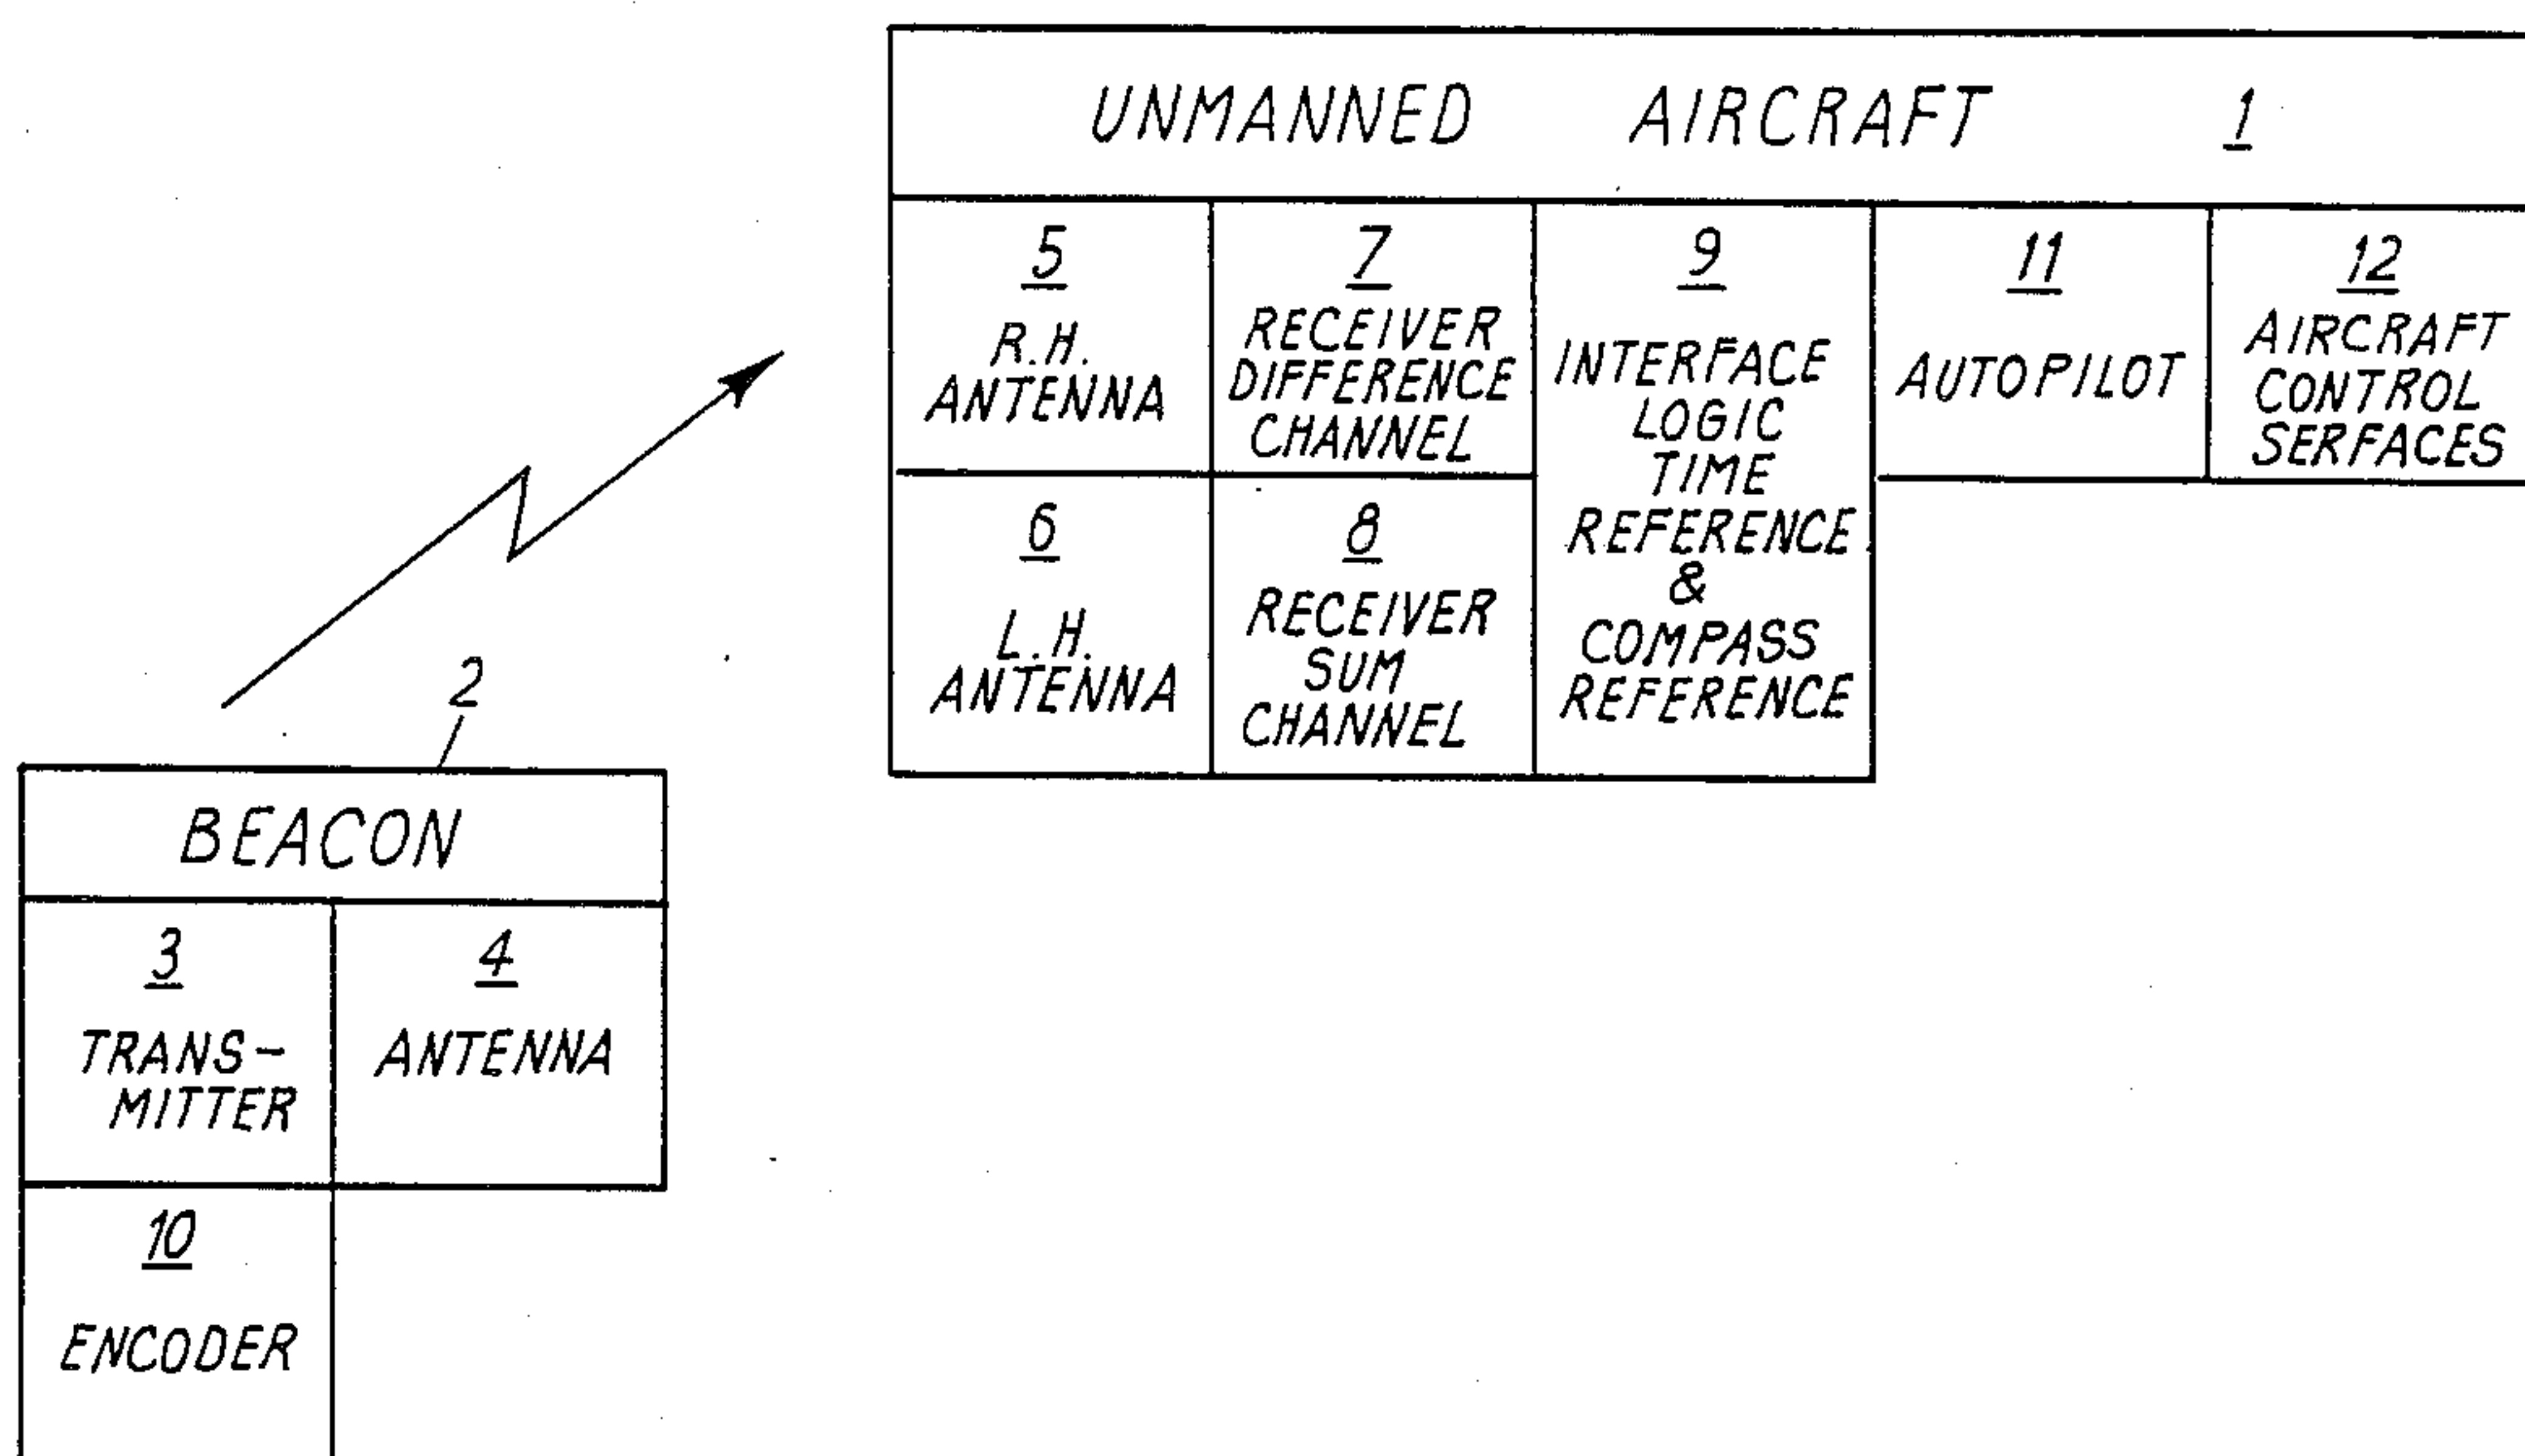 UNMANNED AIRCRAFT 1
5
R.H.
ANTENNA
7
RECEIVER
DIFFERENCE
CHANNEL
9
INTERFACE
LOGIC
TIME
REFERENCE
&
COMPASS
REFERENCE
11
AUTOPILOT
12
AIRCRAFT
CONTROL
SERFACES
6
L.H.
ANTENNA
8
RECEIVER
SUM
CHANNEL
2
BEACON
3
TRANS-
MITTER
4
ANTENNA
10
ENCODER